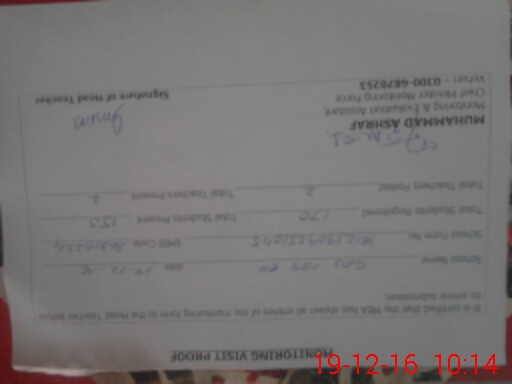 MONITORING VISIT PROOF
It is certified that the MEA has shown all entries of the monitoring form to the Head Teacher before
its online submission.
School Name GPS Date 19-12-16
School Form No EMIS Code
Total Students Registered 170 Total Students Present
Total Teachers Posted 2 Total Teachers Present 2
MUHAMMAD ASHRAF
Monitoring & Evaluation Assistant
Chief Minister Monitoring Force
Vehari - 0300-6870253 Signature of Head Teacher
19-12-16 10:14